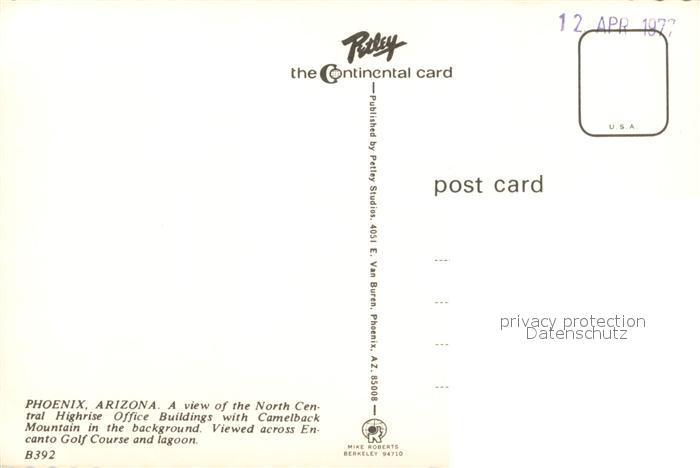 12 APR 1977
Petley
the Continental card
U.S.A
post card
Published by Petley Studios, 4051 E. Van Buren, Phoenix, AZ. 85008
privacy protection
Datenschutz
PHOENIX, ARIZONA. A view of the North Cen-
tral Highrise Office Buildings with Camelback
Mountain in the background. Viewed across En-
canto Golf Course and lagoon.
B392
MIKE ROBERTS
BERKELEY 94710